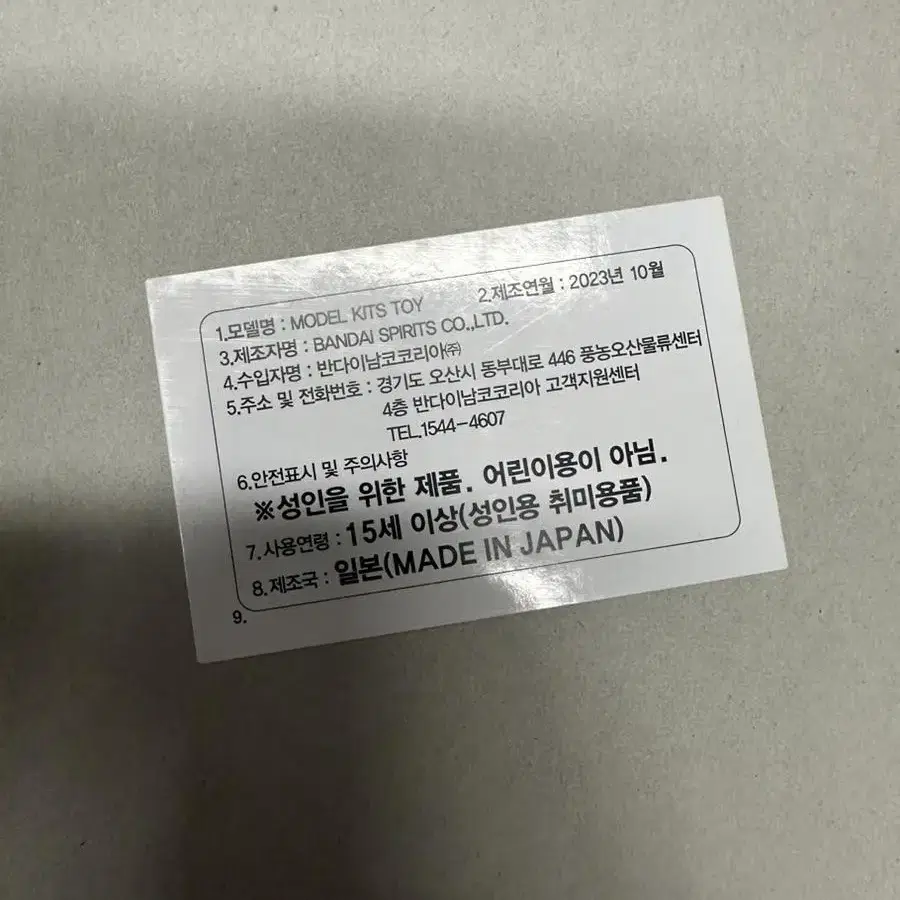 1.모델명 : MODEL KITS TOY 2.제조연월 : 2023년 10월
3.제조자명 : BANDAI SPIRITS CO.,LTD.
4.수입자명 : 반다이남코코리아㈜
5.주소 및 전화번호 : 경기도 오산시 동부대로 446 풍농오산물류센터
4층 반다이남코코리아 고객지원센터
TEL.1544-4607
6.안전표시 및 주의사항
※성인을 위한 제품. 어린이용이 아님.
7.사용연령 : 15세 이상(성인용 취미용품)
8.제조국 : 일본(MADE IN JAPAN)
9.